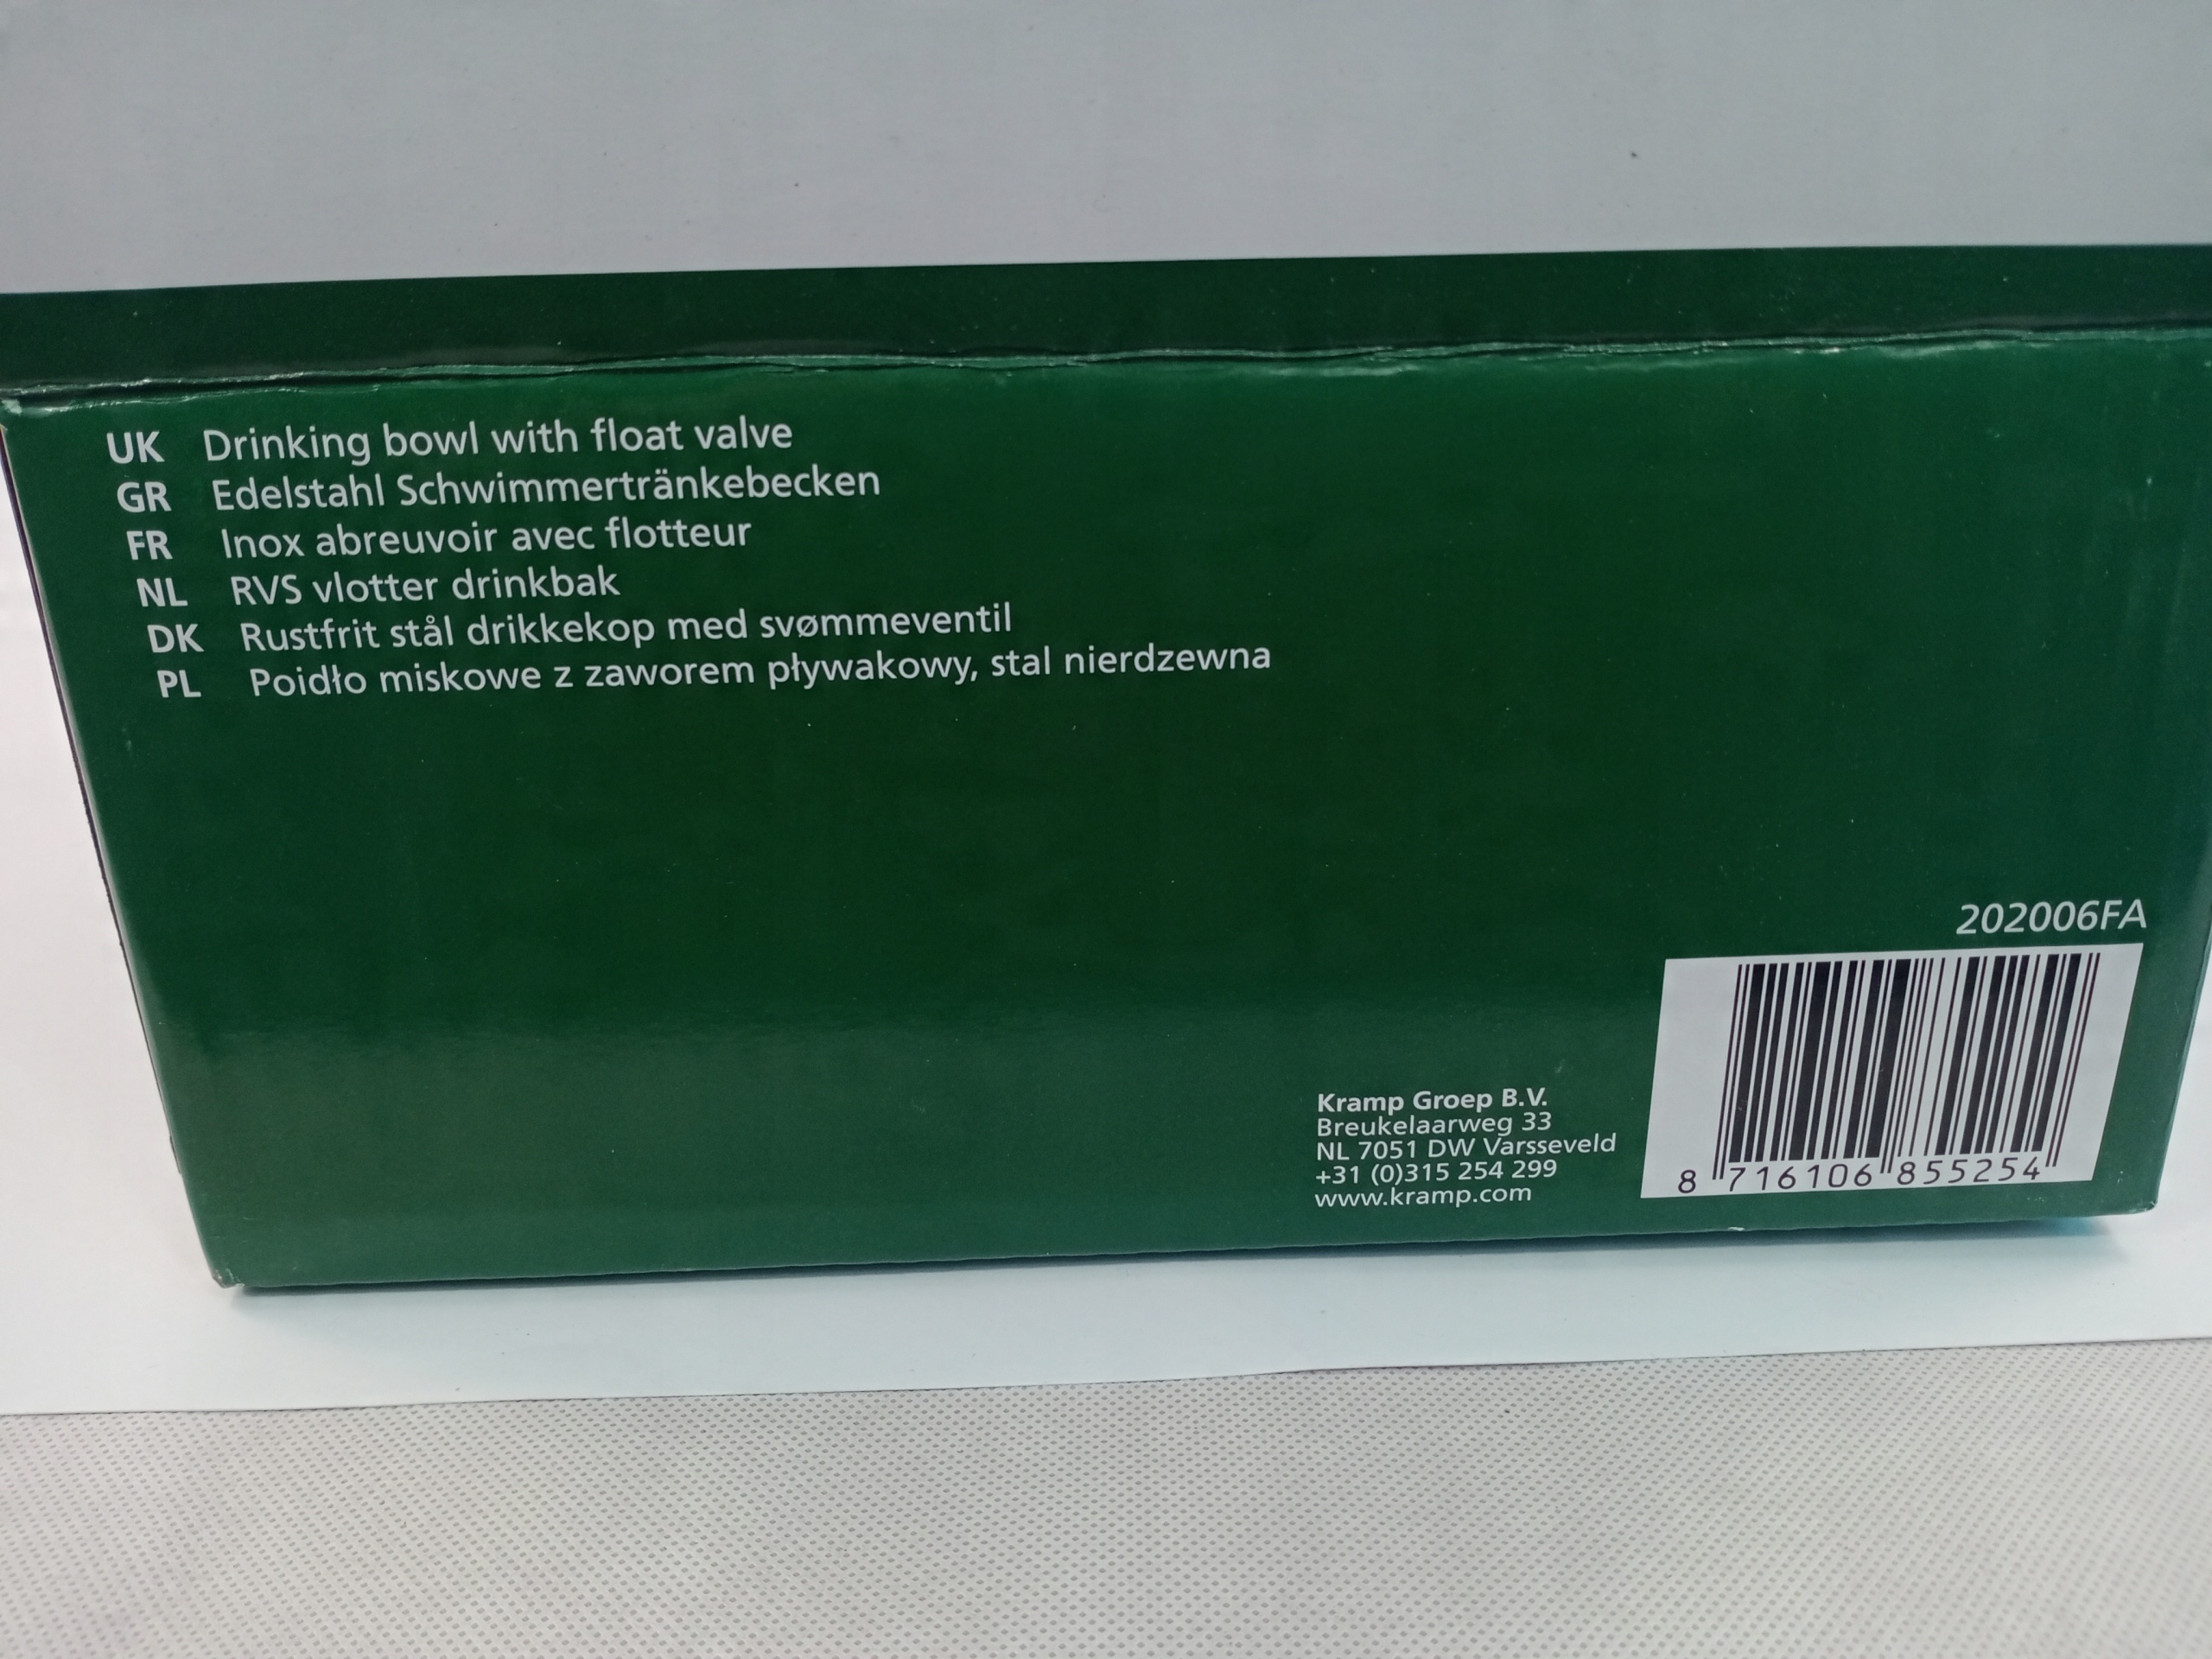 UK Drinking bowl with float valve
GR Edelstahl Schwimmertränkebecken
FR Inox abreuvoir avec flotteur
NL RVS vlotter drinkbak
DK Rustfrit stål drikkekop med svømmeventil
PL Poidło miskowe z zaworem pływakowy, stal nierdzewna
202006FA
Kramp Groep B.V.
Breukelaarweg 33
NL 7051 DW Varsseveld
+31 (0)315 254 299
www.kramp.com
8 716106 855254